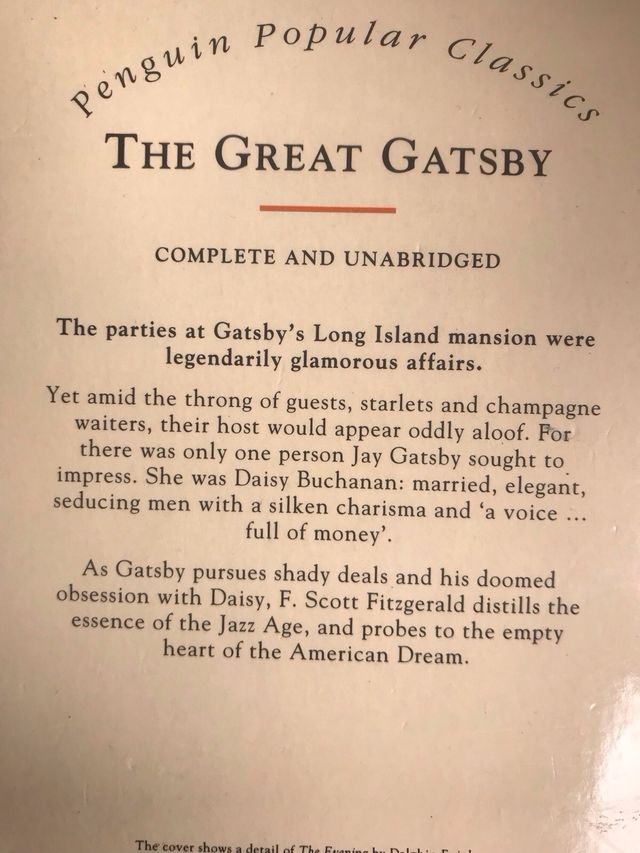 Penguin Popular Classics
THE GREAT GATSBY
COMPLETE AND UNABRIDGED
The parties at Gatsby's Long Island mansion were
legendarily glamorous affairs.
Yet amid the throng of guests, starlets and champagne
waiters, their host would appear oddly aloof. For
there was only one person Jay Gatsby sought to
impress. She was Daisy Buchanan: married, elegant,
seducing men with a silken charisma and ‘a voice ...
full of money’.
As Gatsby pursues shady deals and his doomed
obsession with Daisy, F. Scott Fitzgerald distills the
essence of the Jazz Age, and probes to the empty
heart of the American Dream.
The cover shows a detail of The Evening by